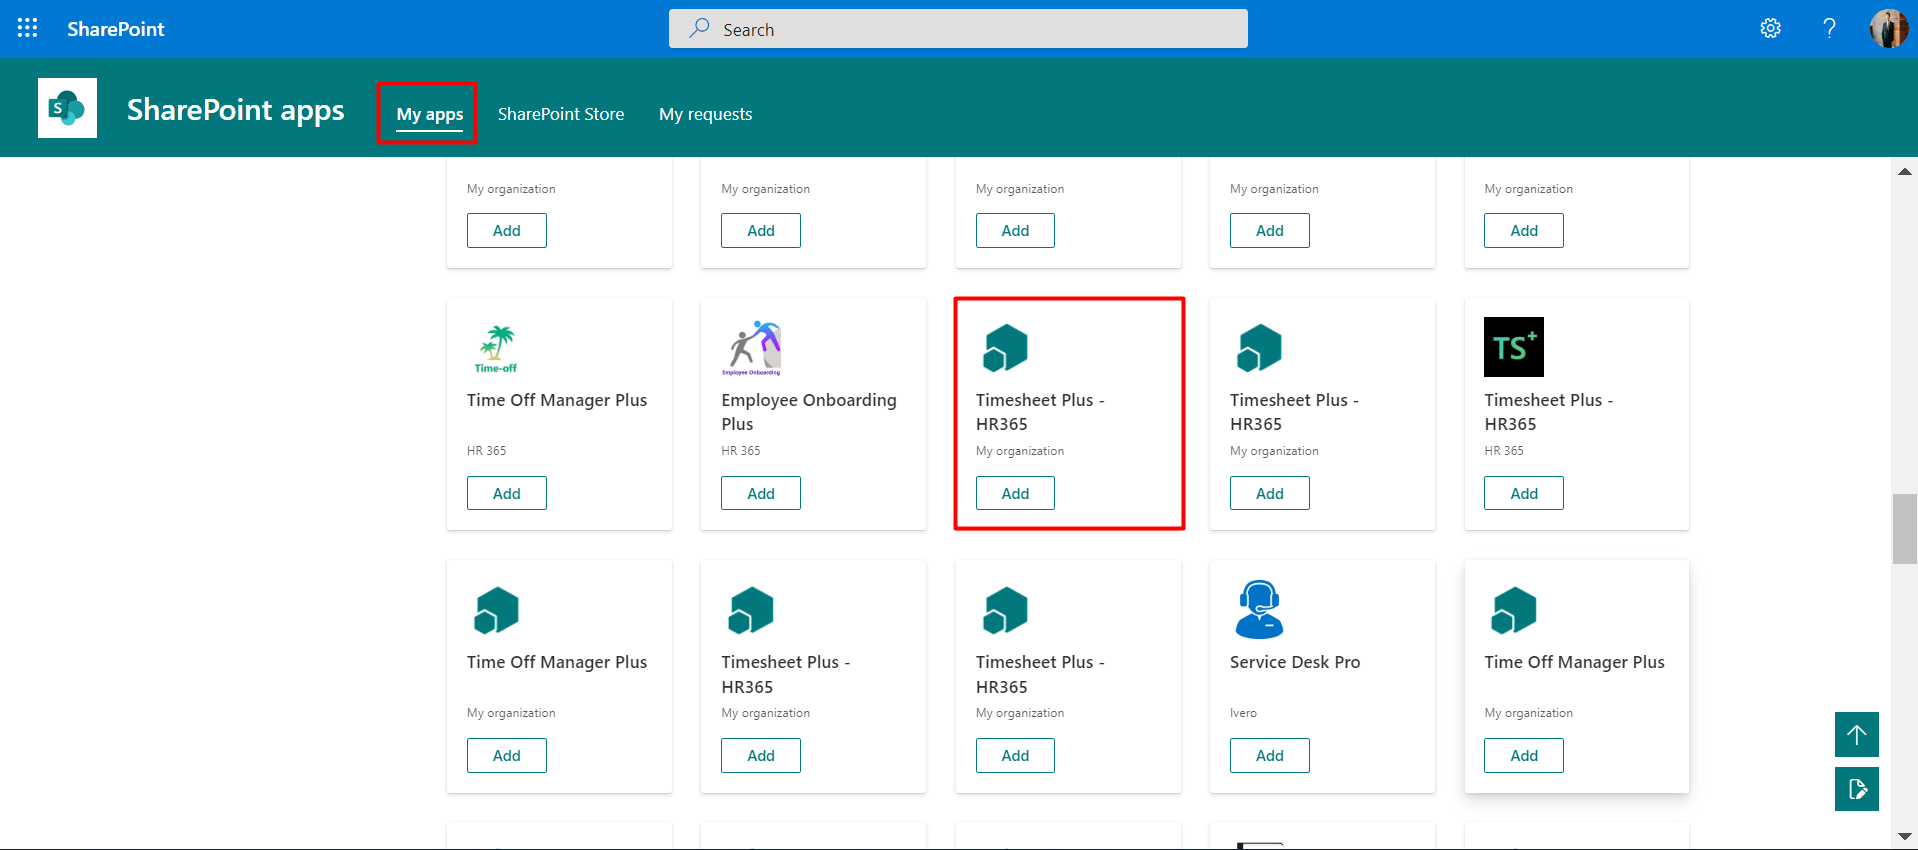 SharePoint
Search
?
S
SharePoint apps
My apps
SharePoint Store
My requests
My organization
My organization
My organization
My organization
My organization
Add
Add
Add
Add
Add
Time-off
Employee Onboarding
TS+
Time Off Manager Plus
Employee Onboarding
Plus
Timesheet Plus -
HR365
Timesheet Plus -
HR365
Timesheet Plus -
HR365
HR 365
HR 365
My organization
My organization
HR 365
Add
Add
Add
Add
Add
Time Off Manager Plus
Timesheet Plus -
HR365
Timesheet Plus -
HR365
Service Desk Pro
Time Off Manager Plus
My organization
My organization
My organization
Ivero
My organization
Add
Add
Add
Add
Add